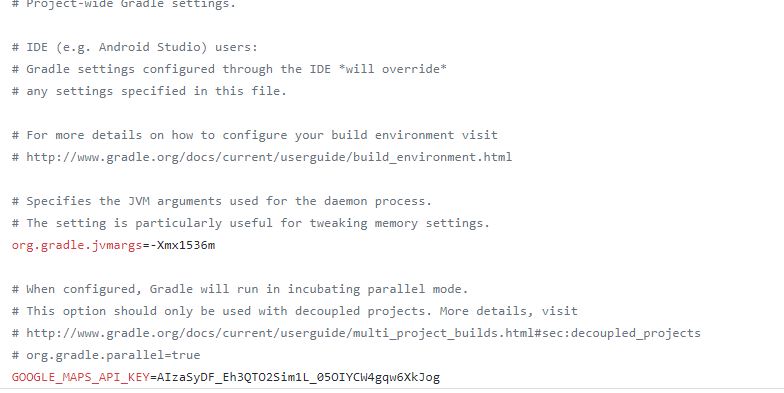 # Project-wide Gradle settings.
# IDE (e.g. Android Studio) users:
# Gradle settings configured through the IDE *will override*
# any settings specified in this file.
# For more details on how to configure your build environment visit
# http://www.gradle.org/docs/current/userguide/build_environment.html
# Specifies the JVM arguments used for the daemon process.
# The setting is particularly useful for tweaking memory settings.
org.gradle.jvmargs=-Xmx1536m
# When configured, Gradle will run in incubating parallel mode.
# This option should only be used with decoupled projects. More details, visit
# http://www.gradle.org/docs/current/userguide/multi_project_builds.html#sec:decoupled_projects
# org.gradle.parallel=true
GOOGLE_MAPS_API_KEY=AIzaSyDF_Eh3QTO2Sim1L_05OIYCW4gqw6XkJog